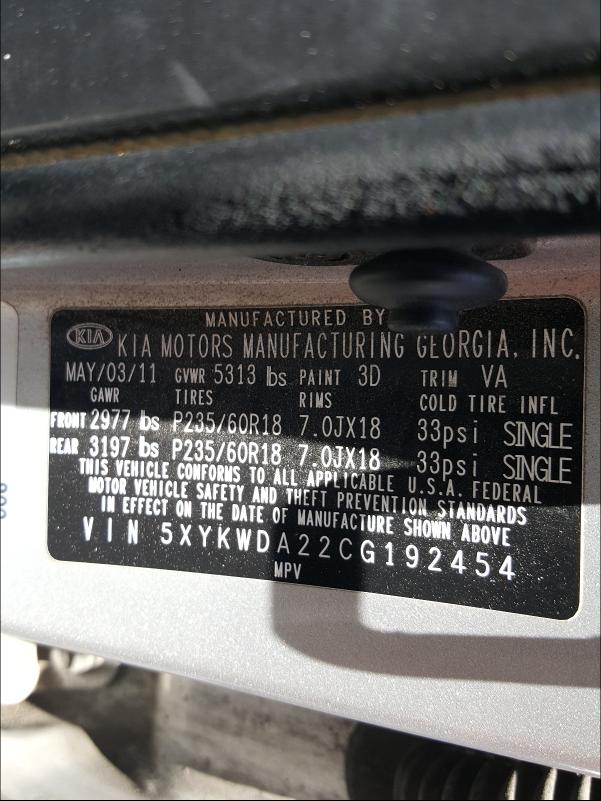 MANUFACTURED BY
KIA KIA MOTORS MANUFACTURING GEORGIA, INC.
MAY/03/11 GVWR 5313 lbs PAINT 3D TRIM VA
GAWR TIRES RIMS COLD TIRE INFL
FRONT 2977 lbs P235/60R18 7.0JX18 33psi SINGLE
REAR 3197 lbs P235/60R18 7.0JX18 33psi SINGLE
THIS VEHICLE CONFORMS TO ALL APPLICABLE U.S.A. FEDERAL
MOTOR VEHICLE SAFETY AND THEFT PREVENTION STANDARDS
IN EFFECT ON THE DATE OF MANUFACTURE SHOWN ABOVE
VIN 5XYKWDA22CG192454
MPV